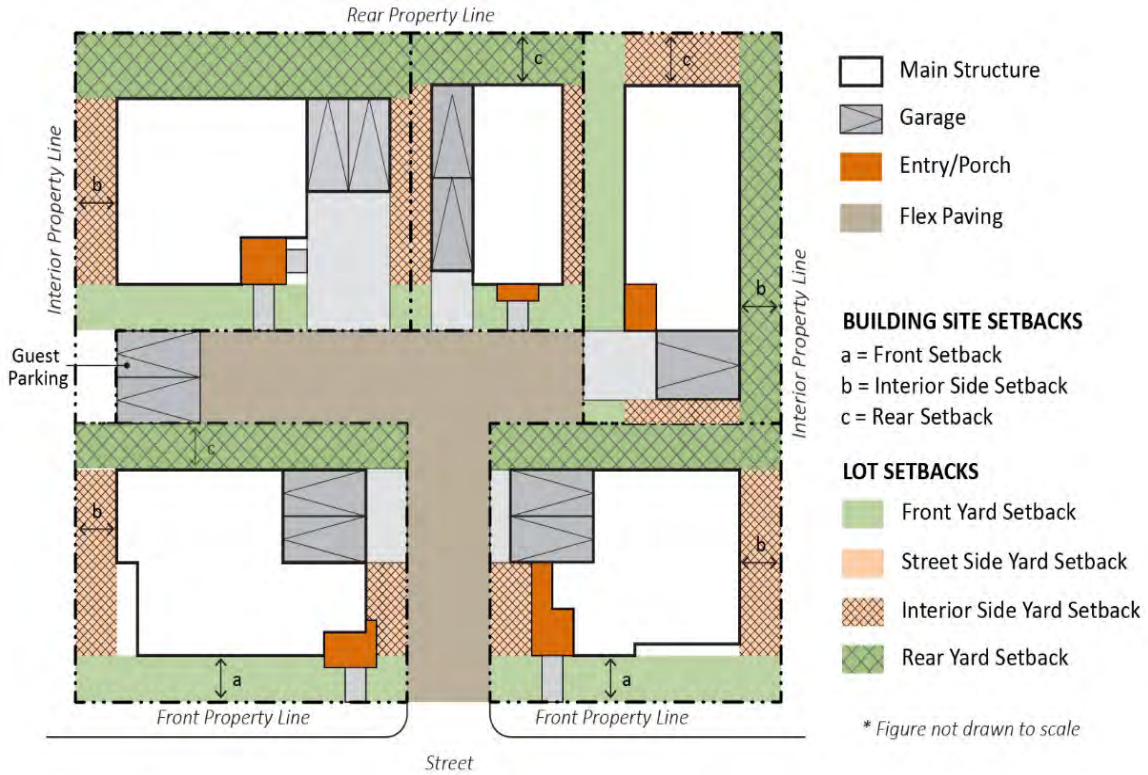 Rear Property Line
c
c
Interior Property Line
b
b
Interior Property Line
Guest
Parking
c
b
b
a
a
Front Property Line
Front Property Line
Street
Main Structure
Garage
Entry/Porch
Flex Paving
BUILDING SITE SETBACKS
a = Front Setback
b = Interior Side Setback
c = Rear Setback
LOT SETBACKS
Front Yard Setback
Street Side Yard Setback
Interior Side Yard Setback
Rear Yard Setback
* Figure not drawn to scale